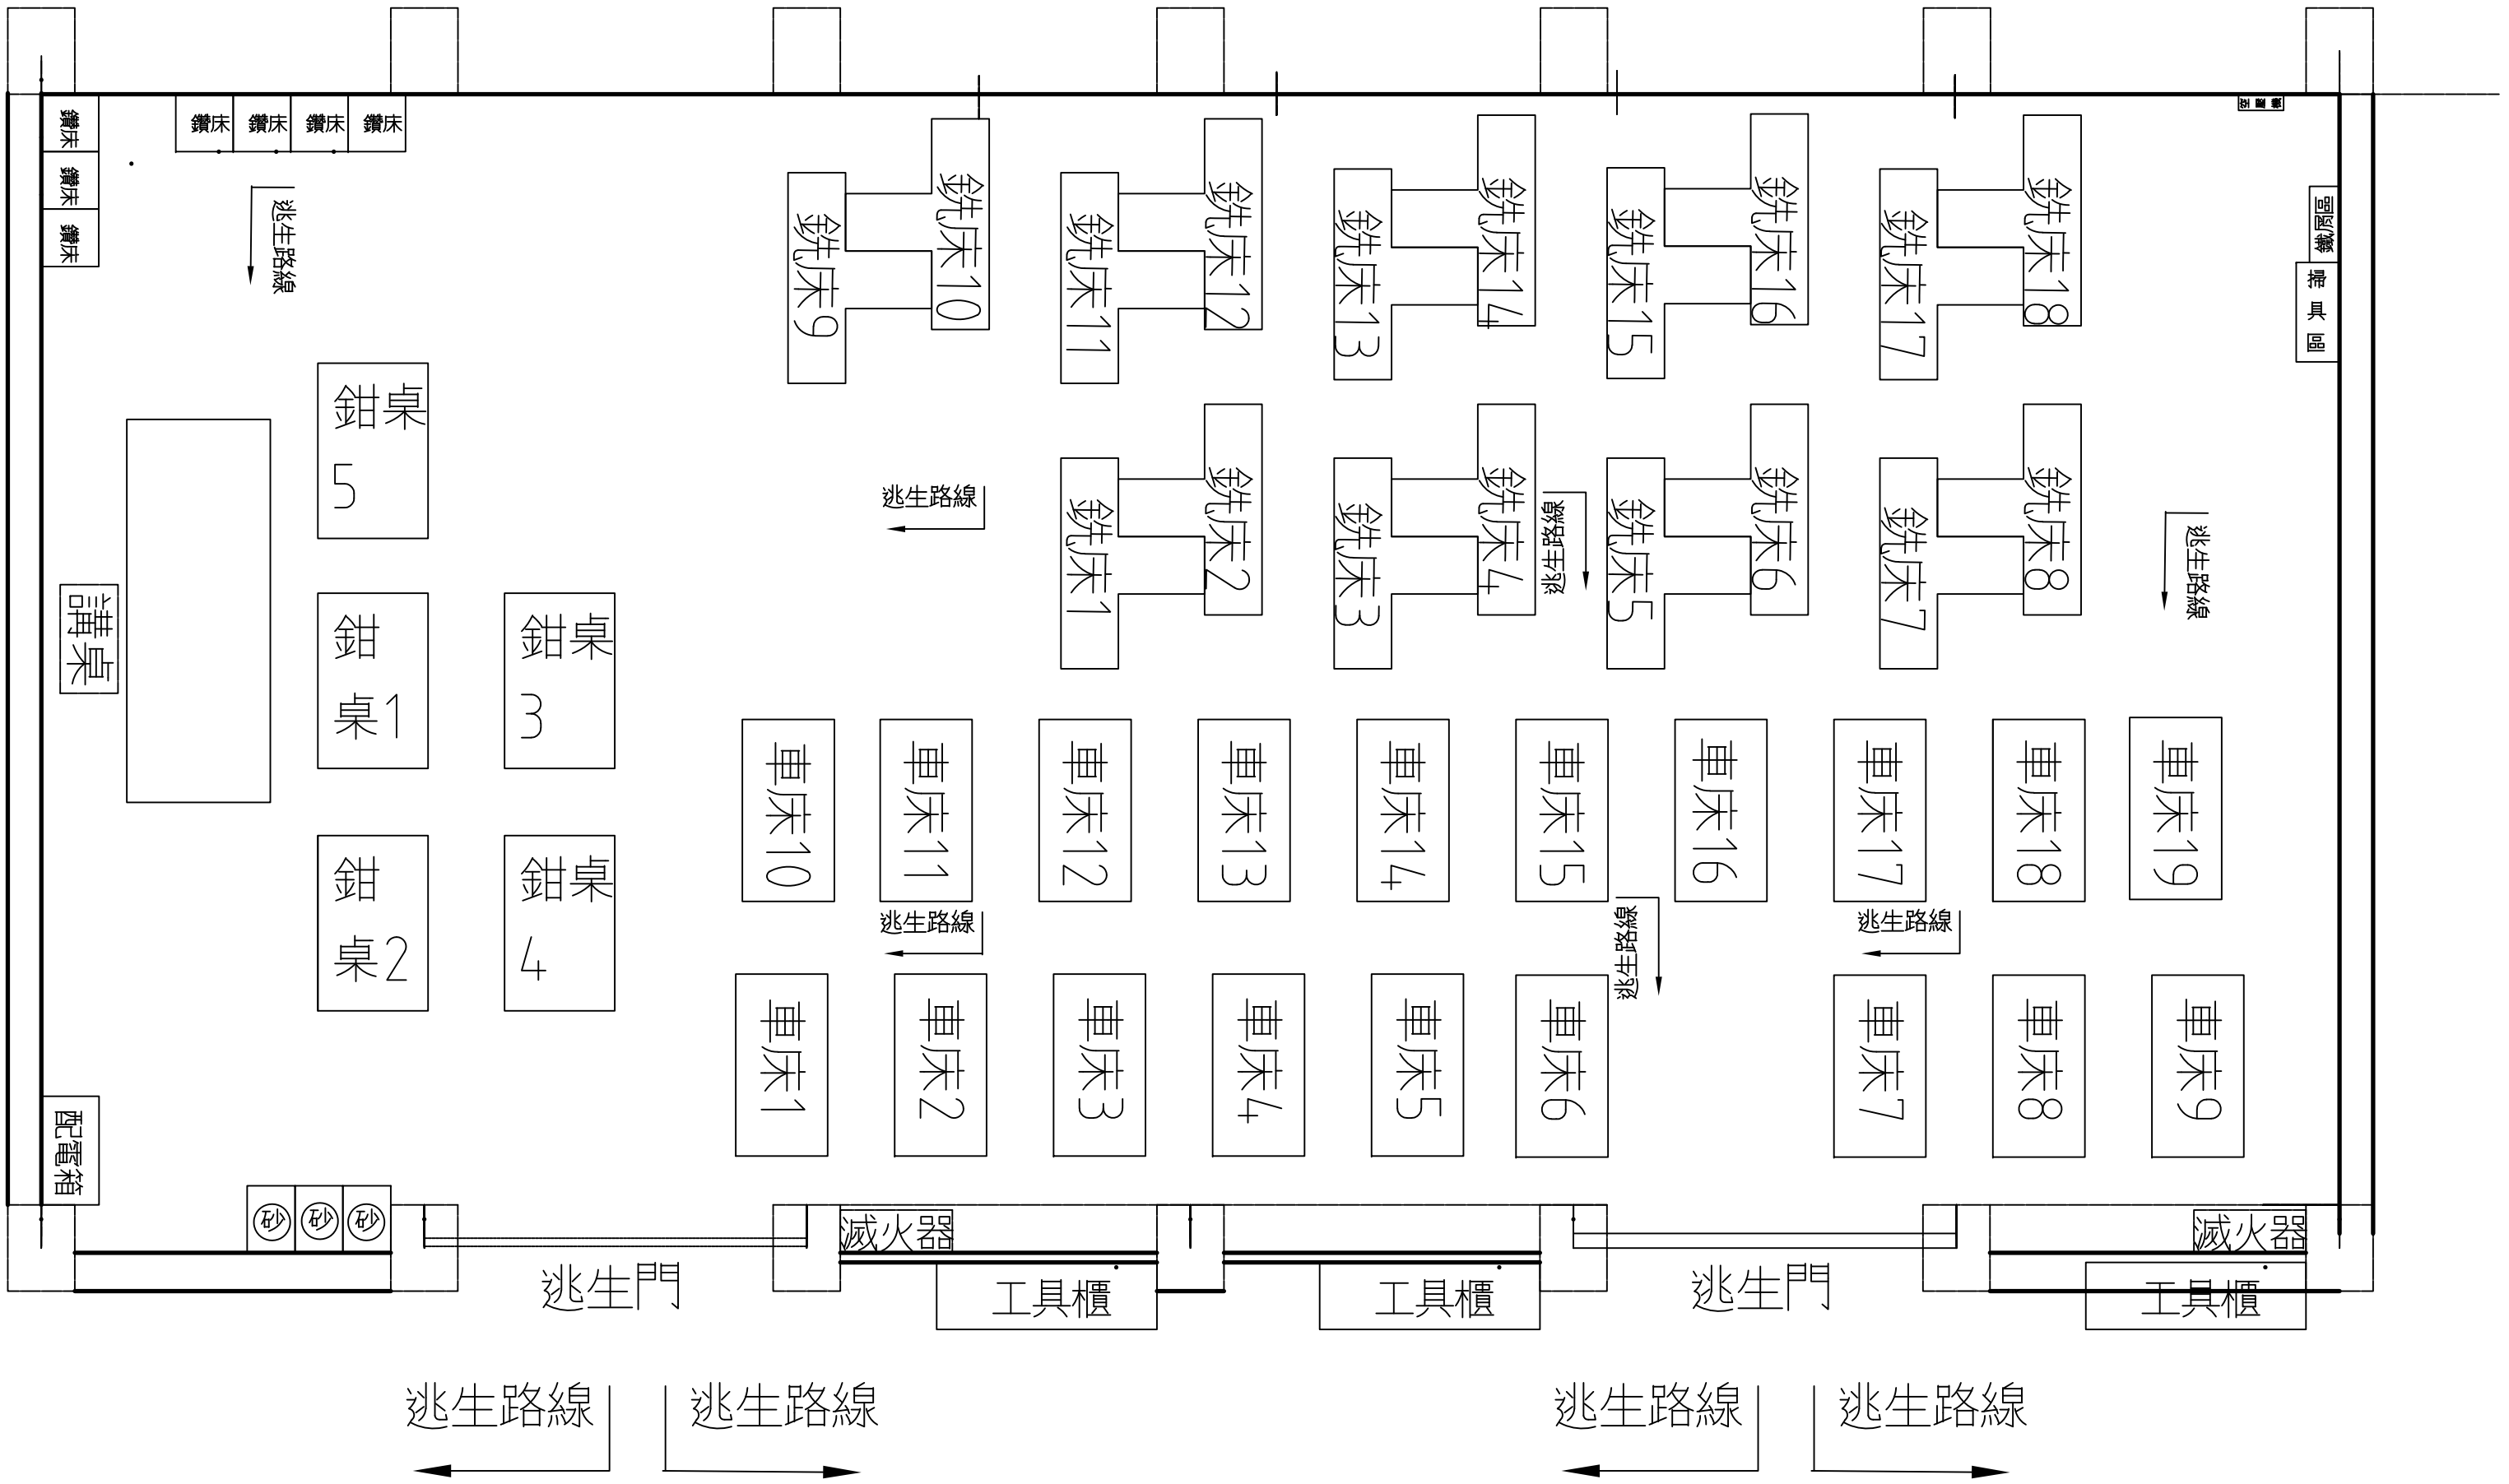 鑽床
鑽床
鑽床
鑽床
鑽床
鑽床
鑽床
逃生路線
銑床9
銑床10
銑床11
銑床12
銑床13
銑床14
銑床15
銑床16
銑床17
銑床18
鐵屑區
掃具區
鉗桌
5
銑床1
銑床2
銑床3
銑床4
銑床5
銑床6
銑床7
銑床8
逃生路線
逃生路線
逃生路線
講桌
鉗
桌1
鉗桌
3
車床10
車床11
車床12
車床13
車床14
車床15
車床16
車床17
車床18
車床19
鉗
桌2
鉗桌
4
逃生路線
逃生路線
逃生路線
車床1
車床2
車床3
車床4
車床5
車床6
車床7
車床8
車床9
配電箱
砂
砂
砂
滅火器
滅火器
逃生門
工具櫃
工具櫃
逃生門
工具櫃
逃生路線
逃生路線
逃生路線
逃生路線